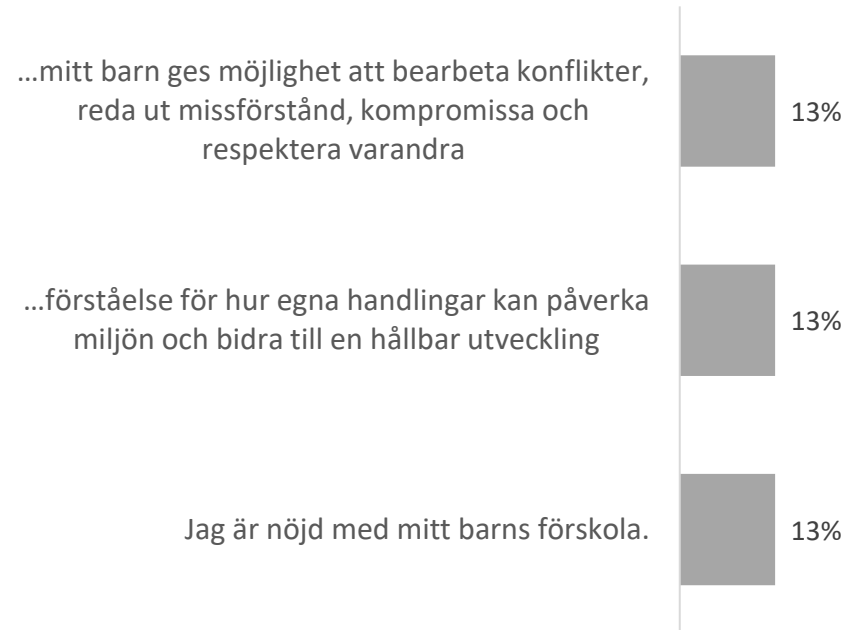 …mitt barn ges möjlighet att bearbeta konflikter,
reda ut missförstånd, kompromissa och
respektera varandra
13%
…förståelse för hur egna handlingar kan påverka
miljön och bidra till en hållbar utveckling
13%
Jag är nöjd med mitt barns förskola.
13%